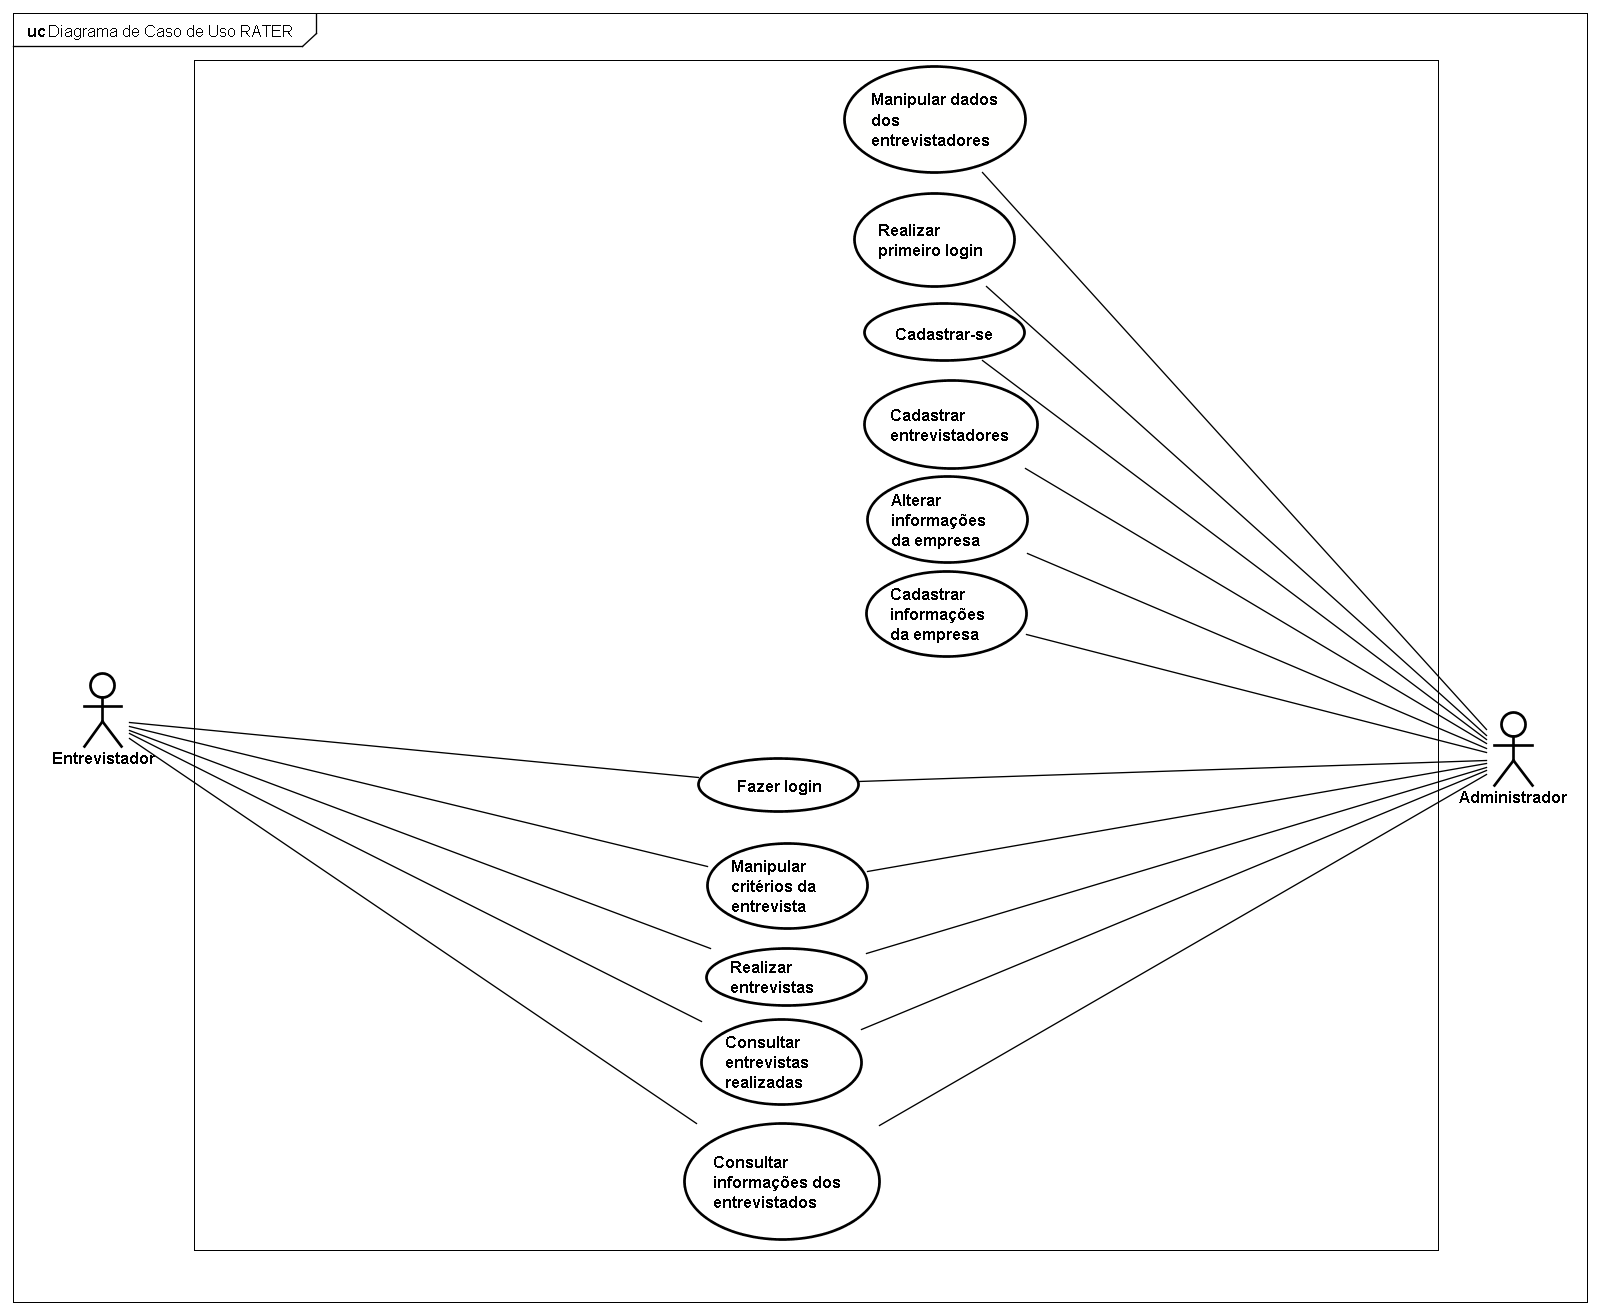 uc Diagrama de Caso de Uso RATER
Manipular dados
dos
entrevistadores
Realizar
primeiro login
Cadastrar-se
Cadastrar
entrevistadores
Alterar
informações
da empresa
Cadastrar
informações
da empresa
Entrevistador
Fazer login
Administrador
Manipular
critérios da
entrevista
Realizar
entrevistas
Consultar
entrevistas
realizadas
Consultar
informações dos
entrevistados